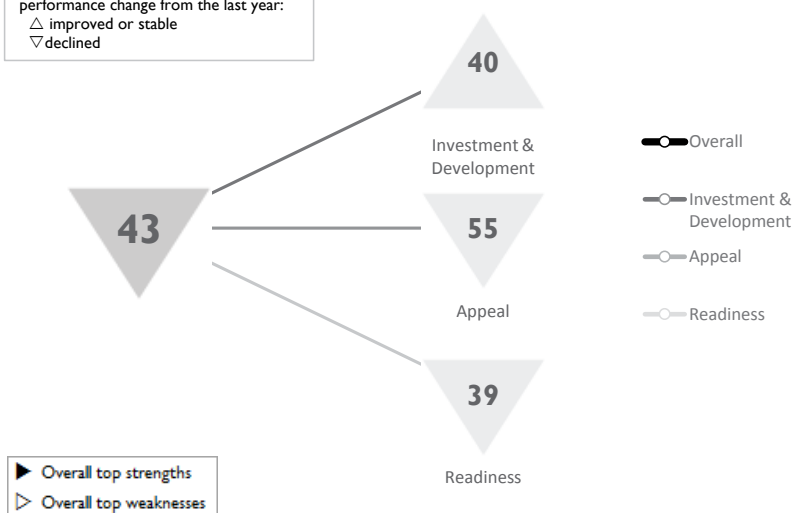 performance change from the last year:
△ improved or stable
▽ declined
40
Investment &
Development
43
55
Appeal
39
Readiness
Overall
Investment &
Development
Appeal
Readiness
▶ Overall top strengths
▷ Overall top weaknesses